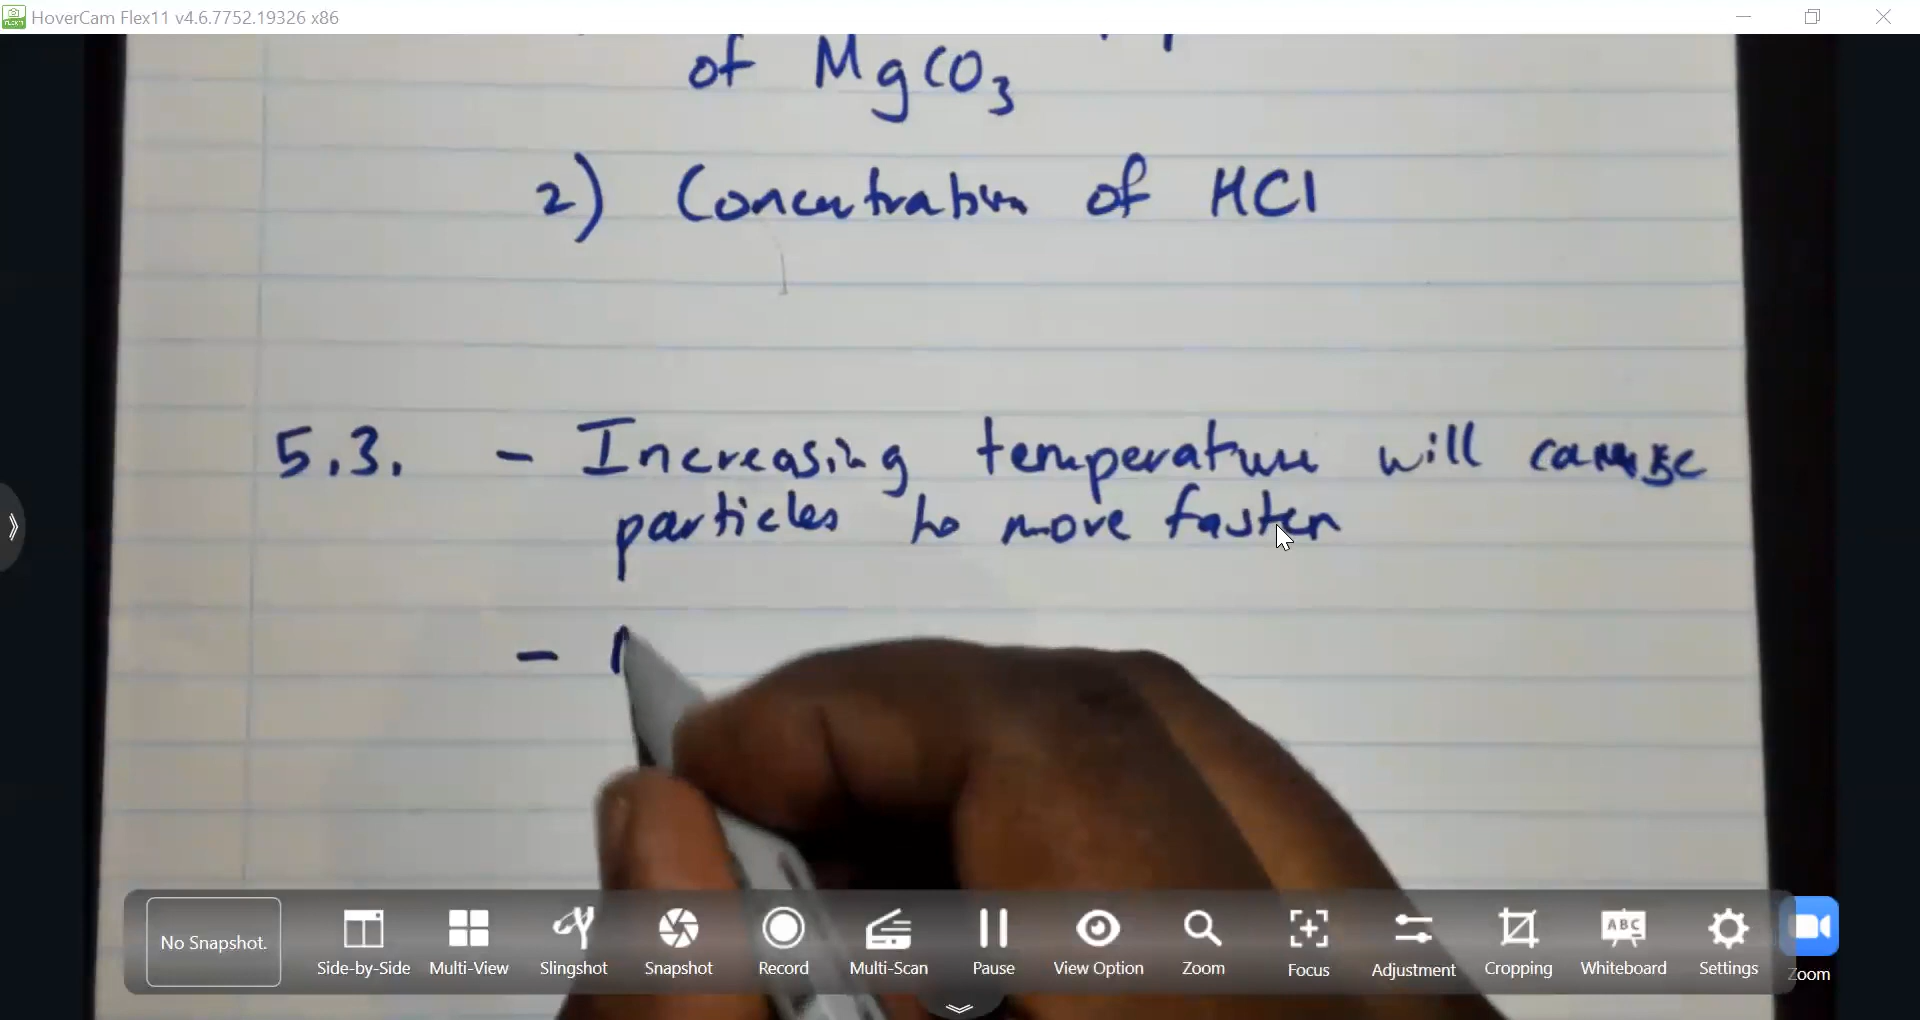 HoverCam Flex11 v4.6.7752.19326 x86
of MgCO3
2) Concentration of HCl
5.3. - Increasing temperature will cause
particles to move faster
-
No Snapshot.
Side-by-Side
Multi-View
Slingshot
Snapshot
Record
Multi-Scan
Pause
View Option
Zoom
Focus
Adjustment
Cropping
ABC
Whiteboard
Settings
Zoom